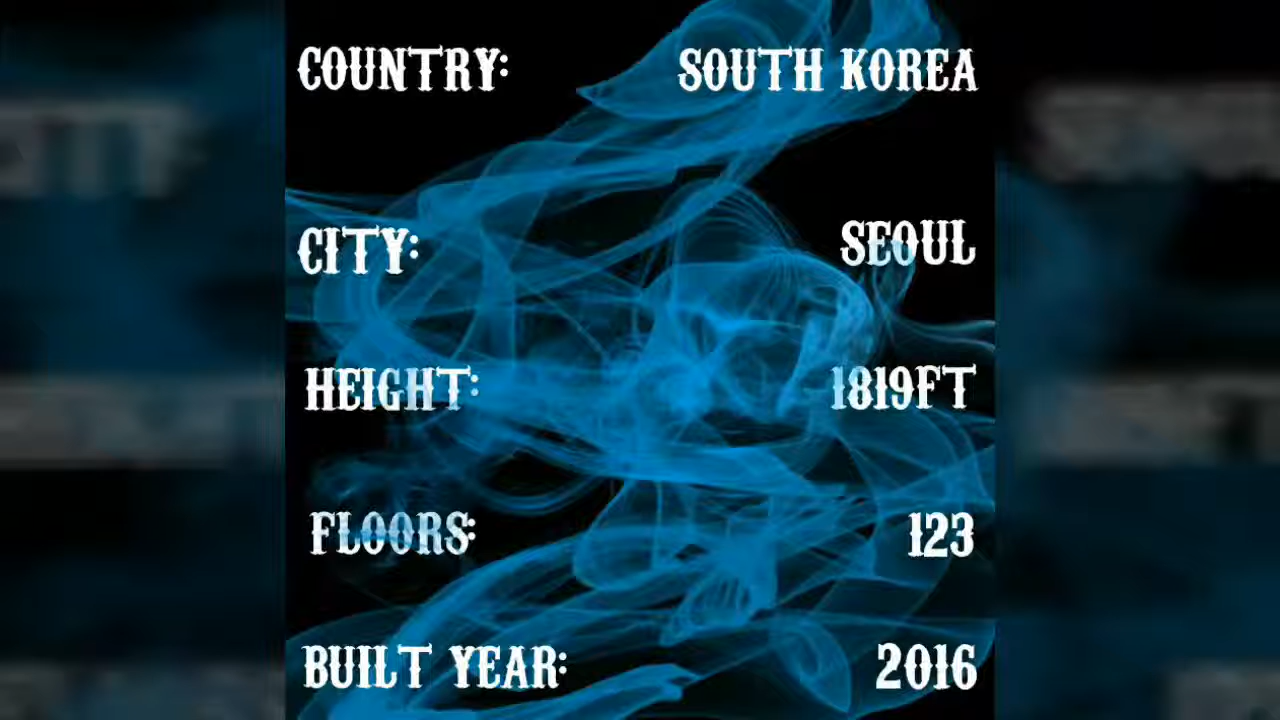 COUNTRY: SOUTH KOREA
CITY: SEOUL
HEIGHT: 1819FT
FLOORS: 123
BUILT YEAR: 2016